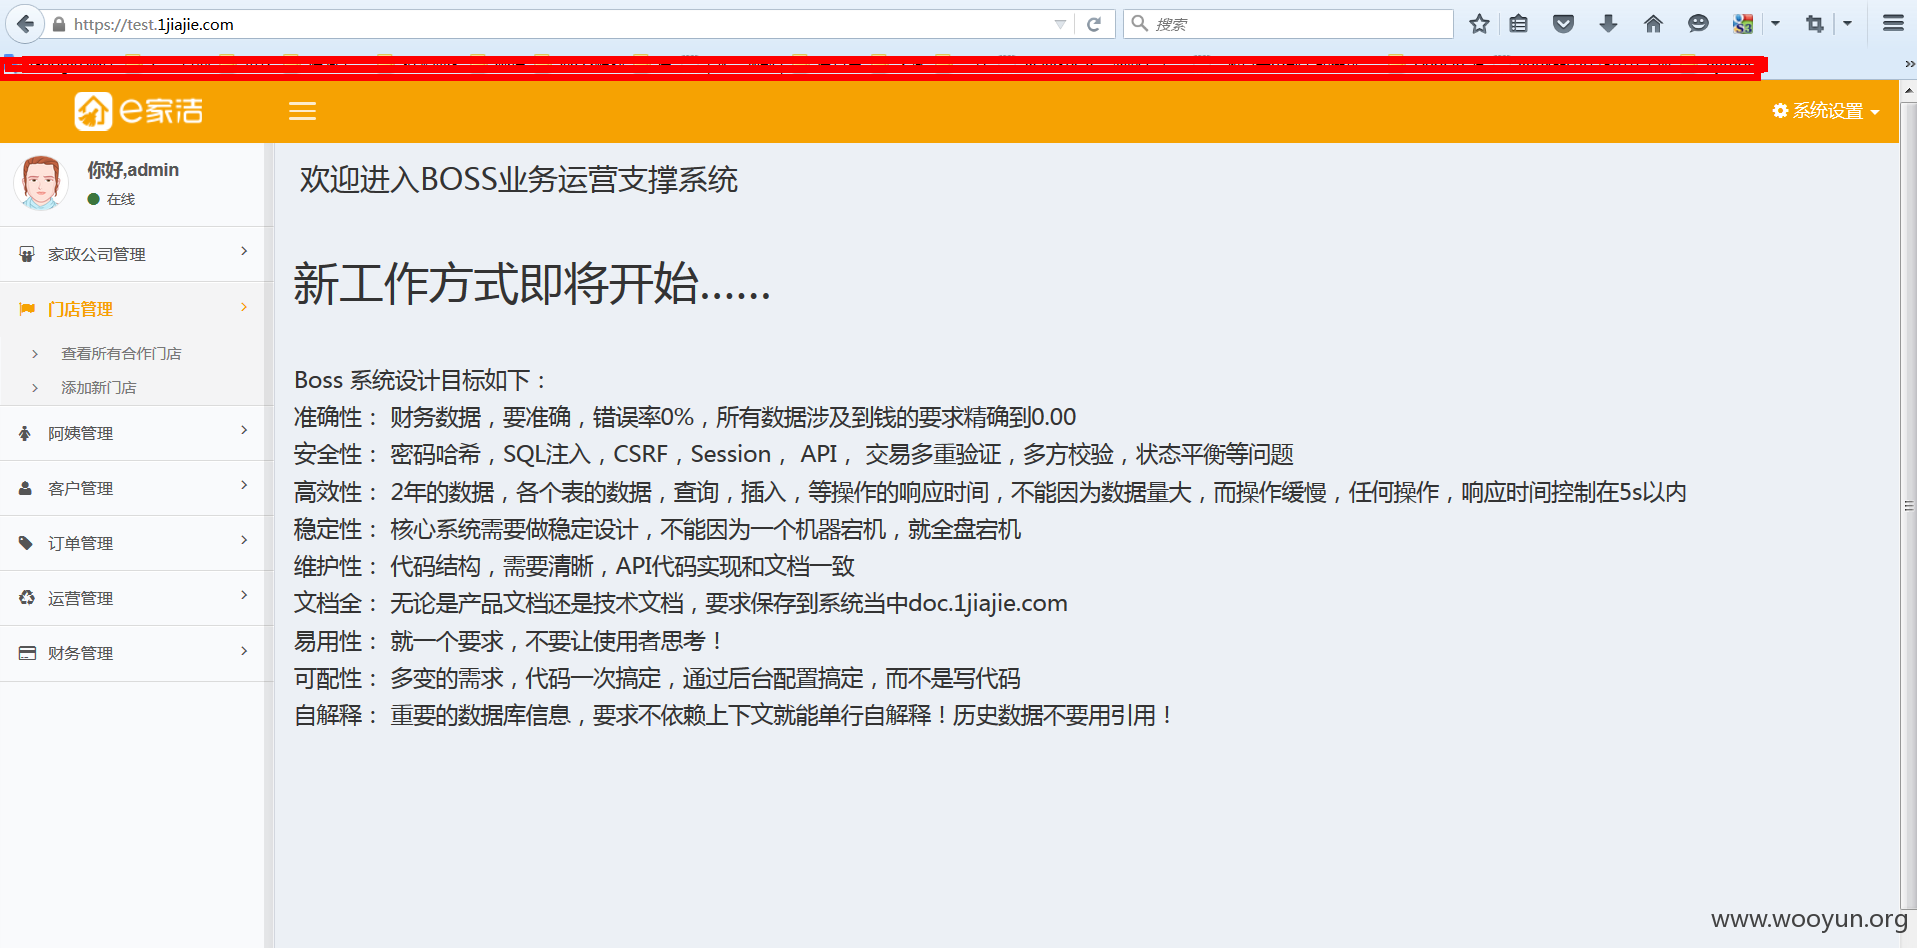 https://test.1jiajie.com
搜索
e家洁
系统设置
你好,admin
在线
家政公司管理
门店管理
查看所有合作门店
添加新门店
阿姨管理
客户管理
订单管理
运营管理
财务管理
欢迎进入BOSS业务运营支撑系统
新工作方式即将开始......
Boss 系统设计目标如下：
准确性： 财务数据，要准确，错误率0%，所有数据涉及到钱的要求精确到0.00
安全性： 密码哈希，SQL注入，CSRF，Session， API， 交易多重验证，多方校验，状态平衡等问题
高效性： 2年的数据，各个表的数据，查询，插入，等操作的响应时间，不能因为数据量大，而操作缓慢，任何操作，响应时间控制在5s以内
稳定性： 核心系统需要做稳定设计，不能因为一个机器宕机，就全盘宕机
维护性： 代码结构，需要清晰，API代码实现和文档一致
文档全： 无论是产品文档还是技术文档，要求保存到系统当中doc.1jiajie.com
易用性： 就一个要求，不要让使用者思考！
可配性： 多变的需求，代码一次搞定，通过后台配置搞定，而不是写代码
自解释： 重要的数据库信息，要求不依赖上下文就能单行自解释！历史数据不要用引用！
www.wooyun.org